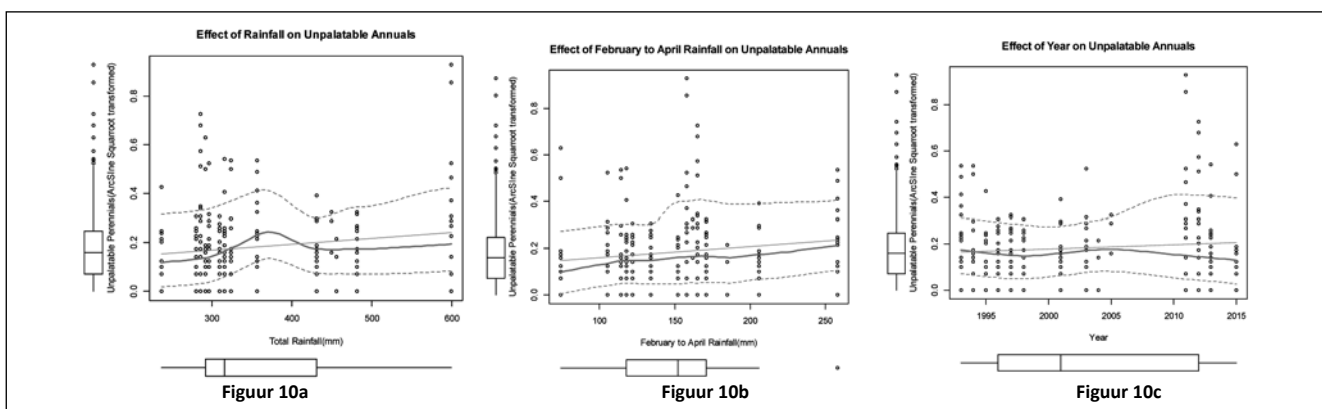 Effect of Rainfall on Unpalatable Annuals
Unpalatable Perennials(ArcSine Squarroot transformed)
0.0 0.2 0.4 0.6 0.8
300 400 500 600
Total Rainfall(mm)
Figuur 10a
Effect of February to April Rainfall on Unpalatable Annuals
Unpalatable Perennials(ArcSine Squarroot transformed)
0.0 0.2 0.4 0.6 0.8
100 150 200 250
February to April Rainfall(mm)
Figuur 10b
Effect of Year on Unpalatable Annuals
Unpalatable Perennials(ArcSine Squarroot transformed)
0.0 0.2 0.4 0.6 0.8
1995 2000 2005 2010 2015
Year
Figuur 10c